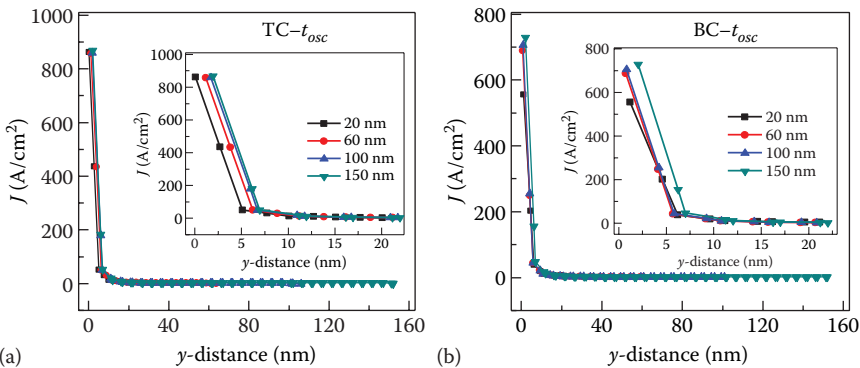 TC–t_osc
1000
800
600
400
200
0
J (A/cm²)
0 40 80 120 160
y-distance (nm)
1000
800
600
400
200
0
J (A/cm²)
0 5 10 15 20
y-distance (nm)
20 nm
60 nm
100 nm
150 nm
(a)
BC–t_osc
800
600
400
200
0
J (A/cm²)
0 40 80 120 160
y-distance (nm)
800
600
400
200
0
J (A/cm²)
0 5 10 15 20
y-distance (nm)
20 nm
60 nm
100 nm
150 nm
(b)